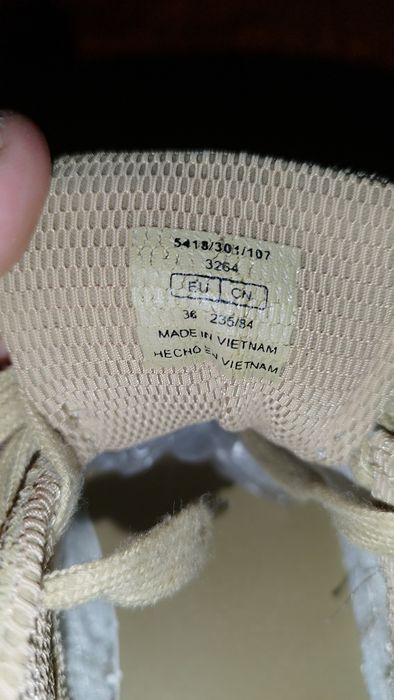 5418/301/107
3264
EU CN
36 235/84
MADE IN VIETNAM
HECHO EN VIETNAM